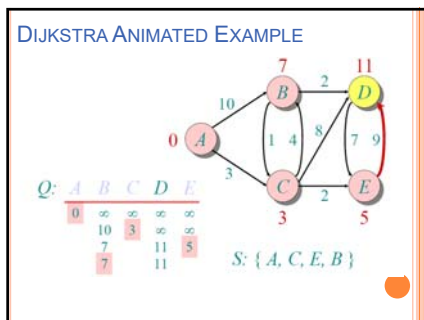 DIJKSTRA ANIMATED EXAMPLE
7 11
B 2 D
10
0 A 1 4 8 7 9
3
C 2 E
3 5
Q: A B C D E
0 ∞ ∞ ∞ ∞
10 3 ∞ ∞
7 11 5
7 11
S: { A, C, E, B }